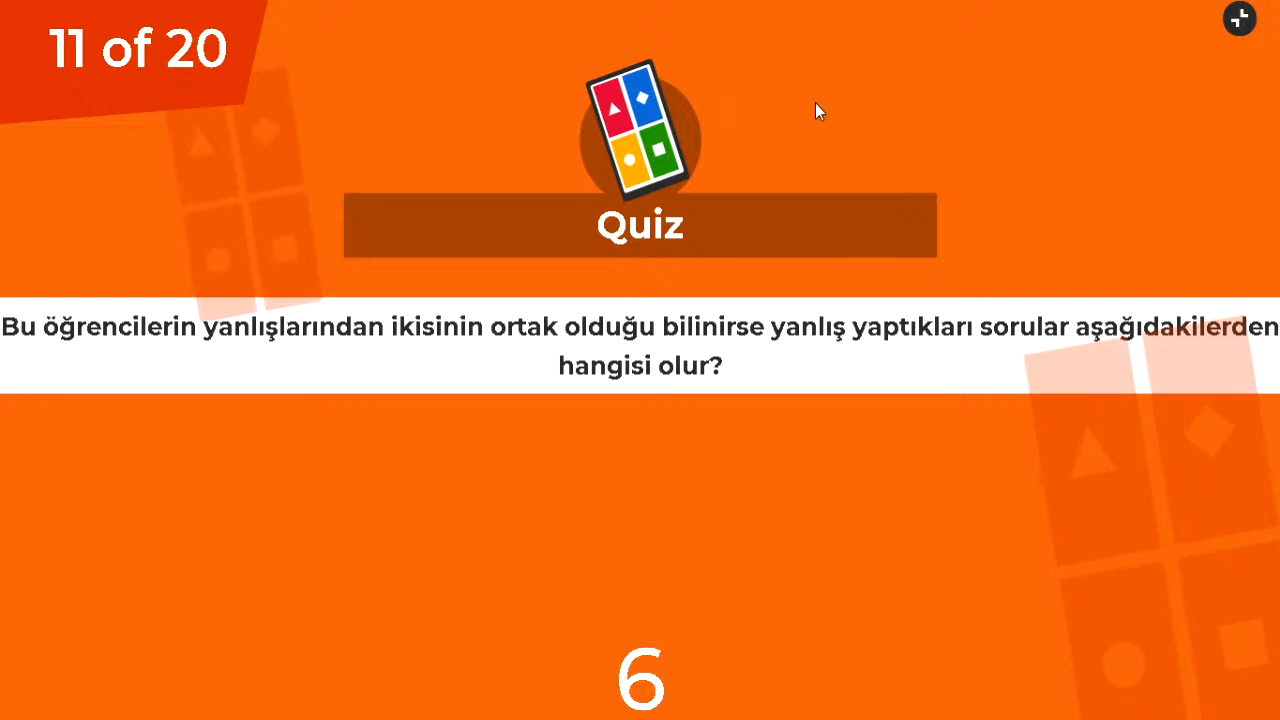 11 of 20
Quiz
Bu öğrencilerin yanlışlarından ikisinin ortak olduğu bilinirse yanlış yaptıkları sorular aşağıdakilerden
hangisi olur?
6